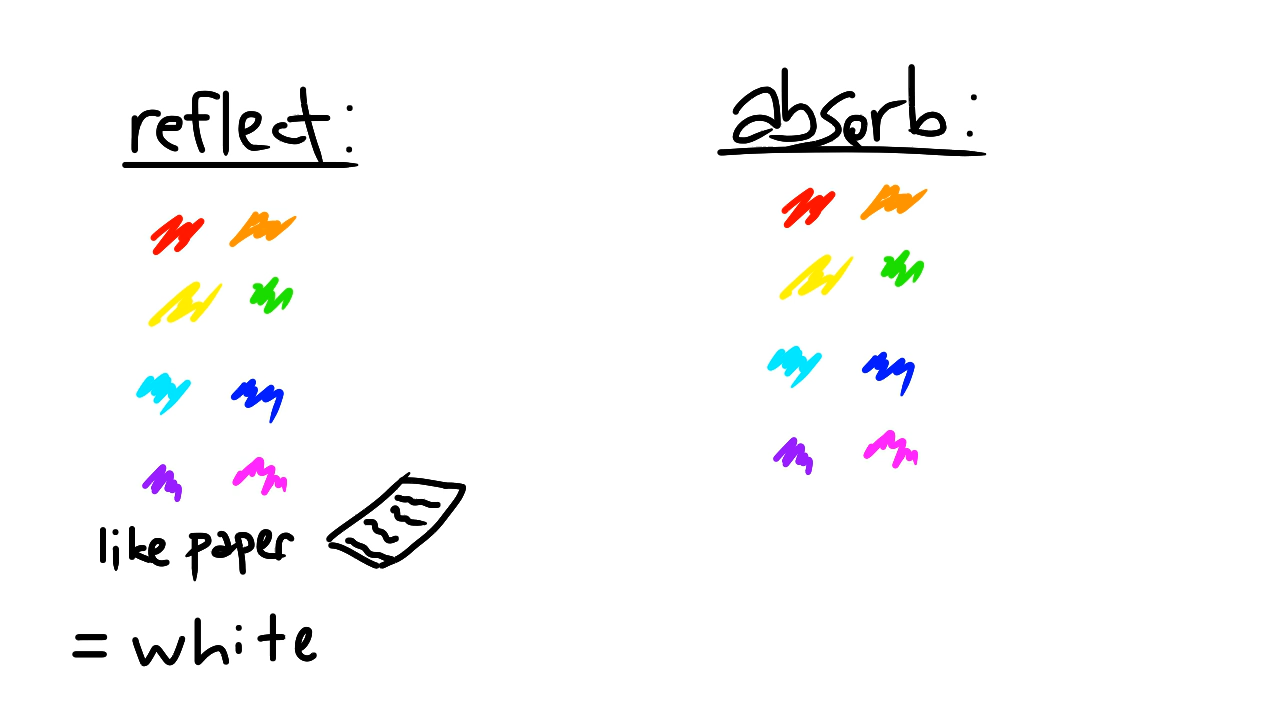 reflect:
absorb:
like paper
= white